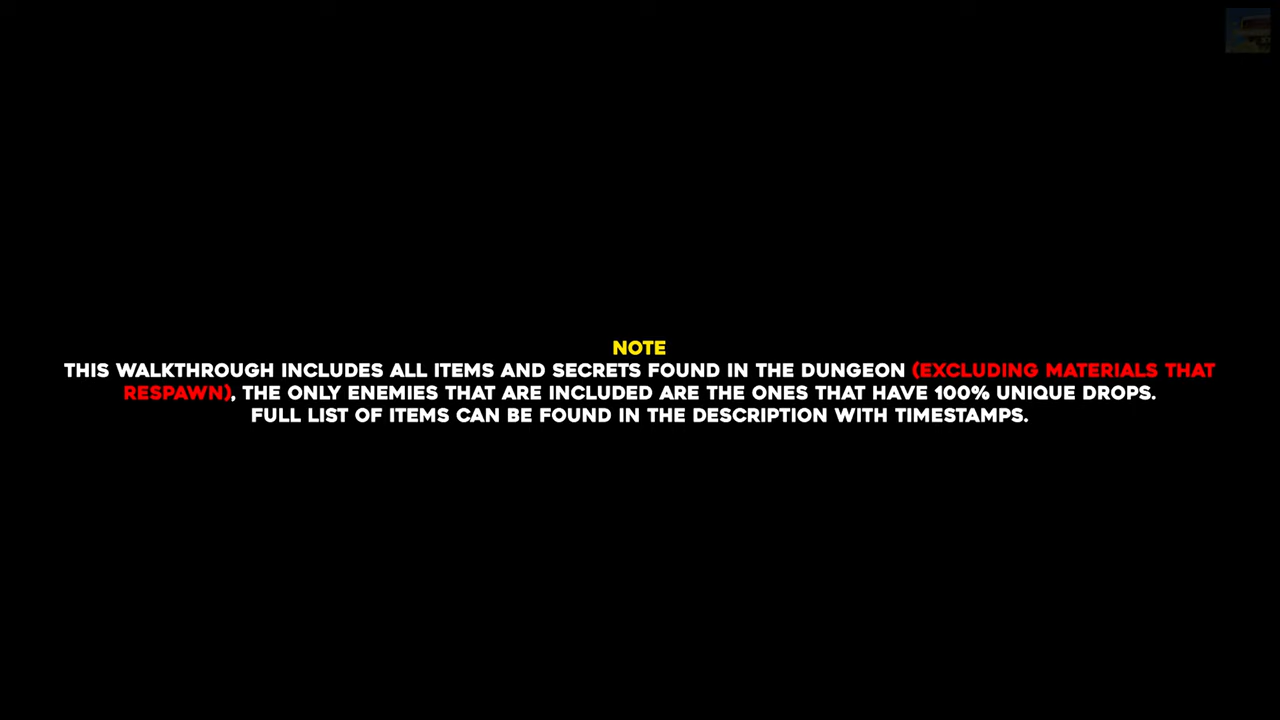 NOTE
THIS WALKTHROUGH INCLUDES ALL ITEMS AND SECRETS FOUND IN THE DUNGEON (EXCLUDING MATERIALS THAT
RESPAWN), THE ONLY ENEMIES THAT ARE INCLUDED ARE THE ONES THAT HAVE 100% UNIQUE DROPS.
FULL LIST OF ITEMS CAN BE FOUND IN THE DESCRIPTION WITH TIMESTAMPS.